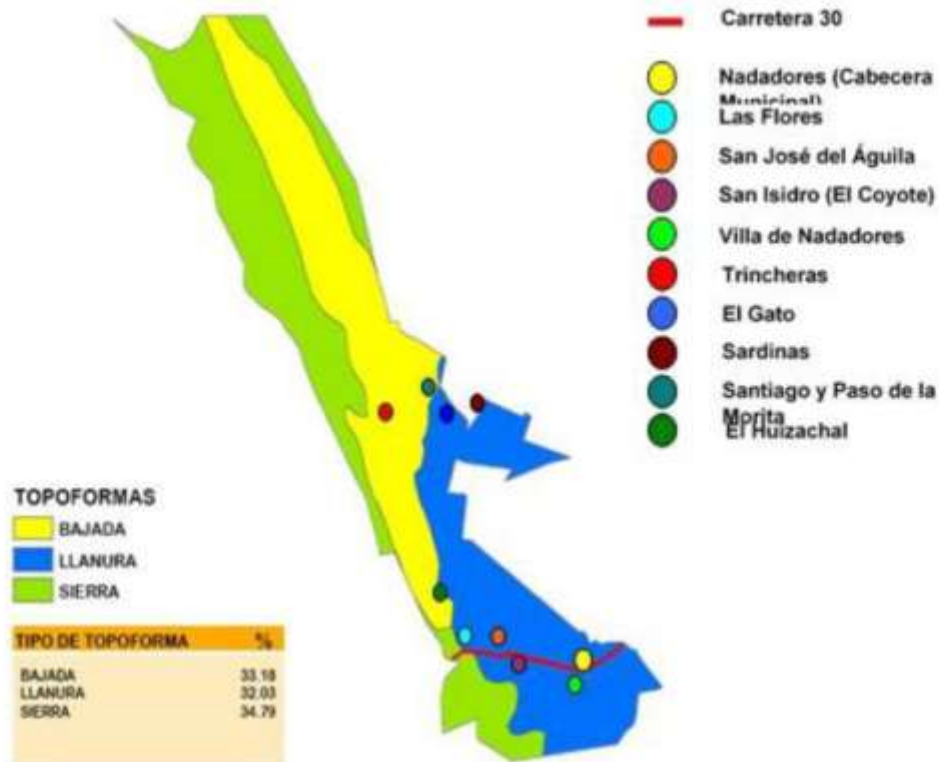 Carretera 30
Nadadores (Cabecera
Municipal)
Las Flores
San José del Águila
San Isidro (El Coyote)
Villa de Nadadores
Trincheras
El Gato
Sardinas
Santiago y Paso de la
Morita
El Huizachal
TOPOFORMAS
BAJADA
LLANURA
SIERRA
TIPO DE TOPOFORMA %
BAJADA 33.18
LLANURA 32.03
SIERRA 34.79